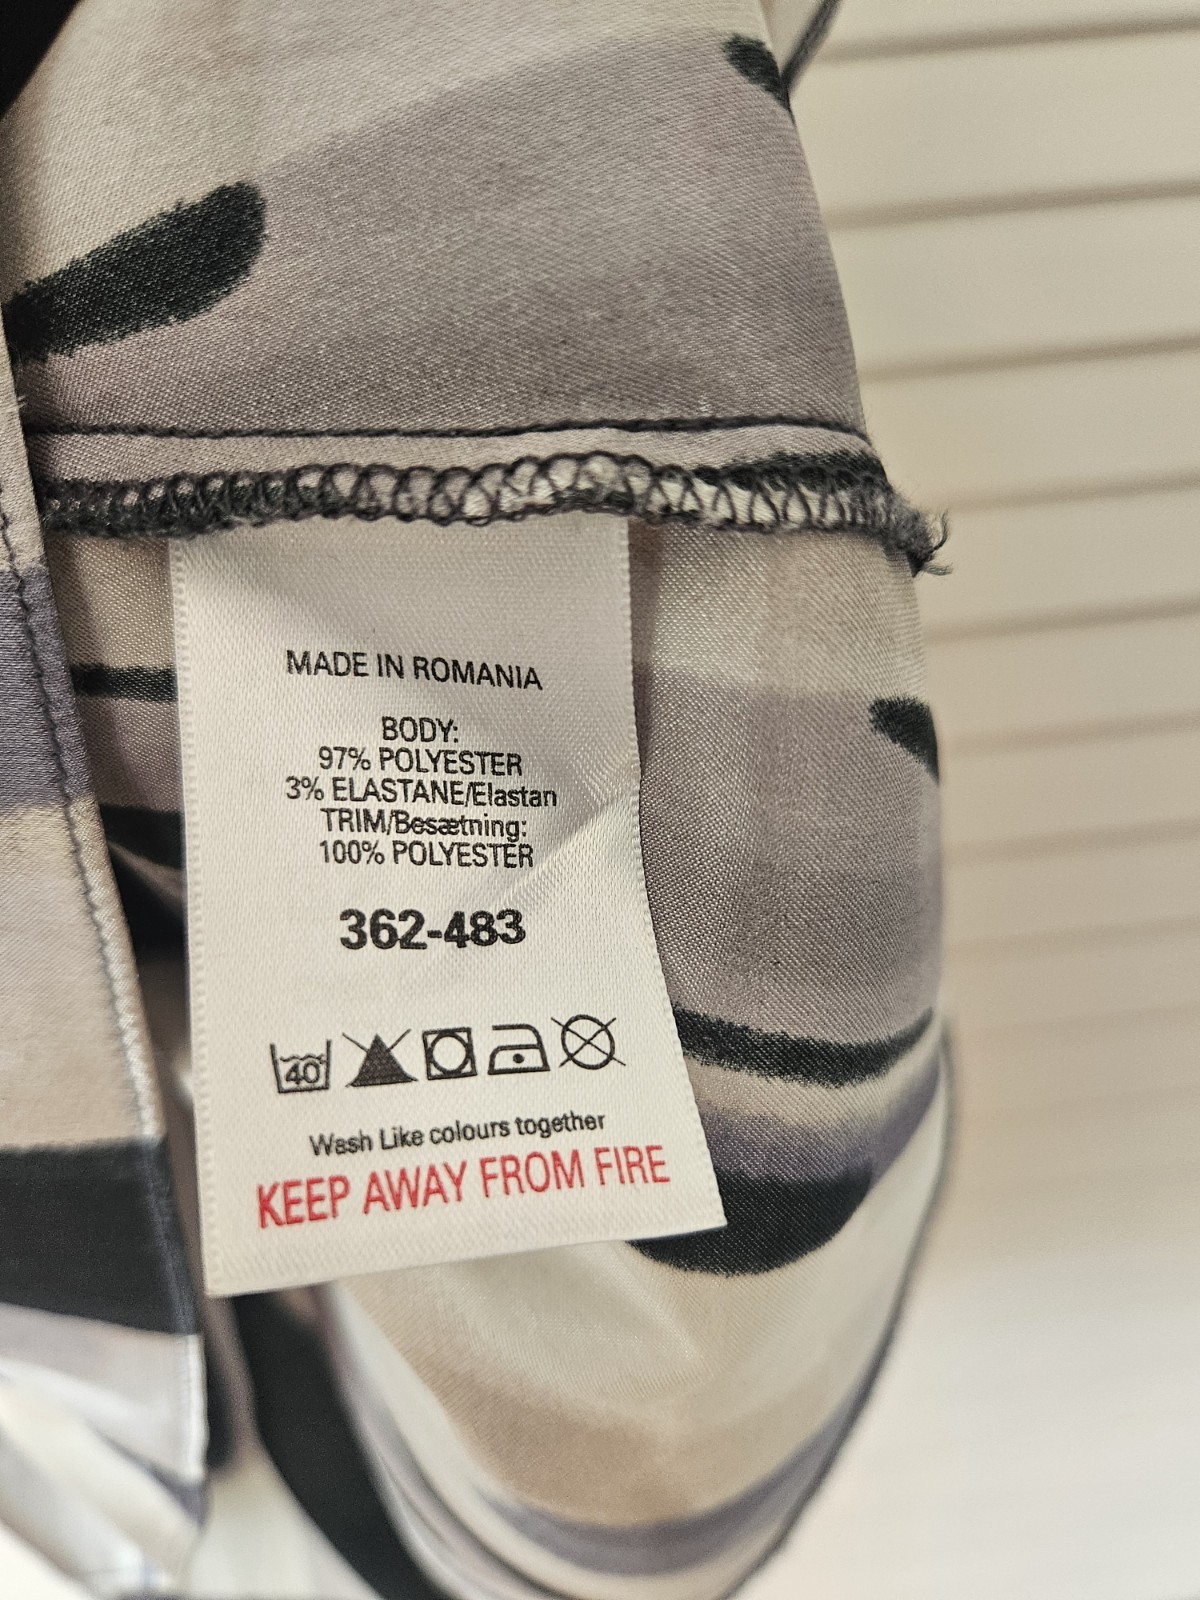 MADE IN ROMANIA
BODY:
97% POLYESTER
3% ELASTANE/Elastan
TRIM/Besætning:
100% POLYESTER
362-483
40
Wash Like colours together
KEEP AWAY FROM FIRE